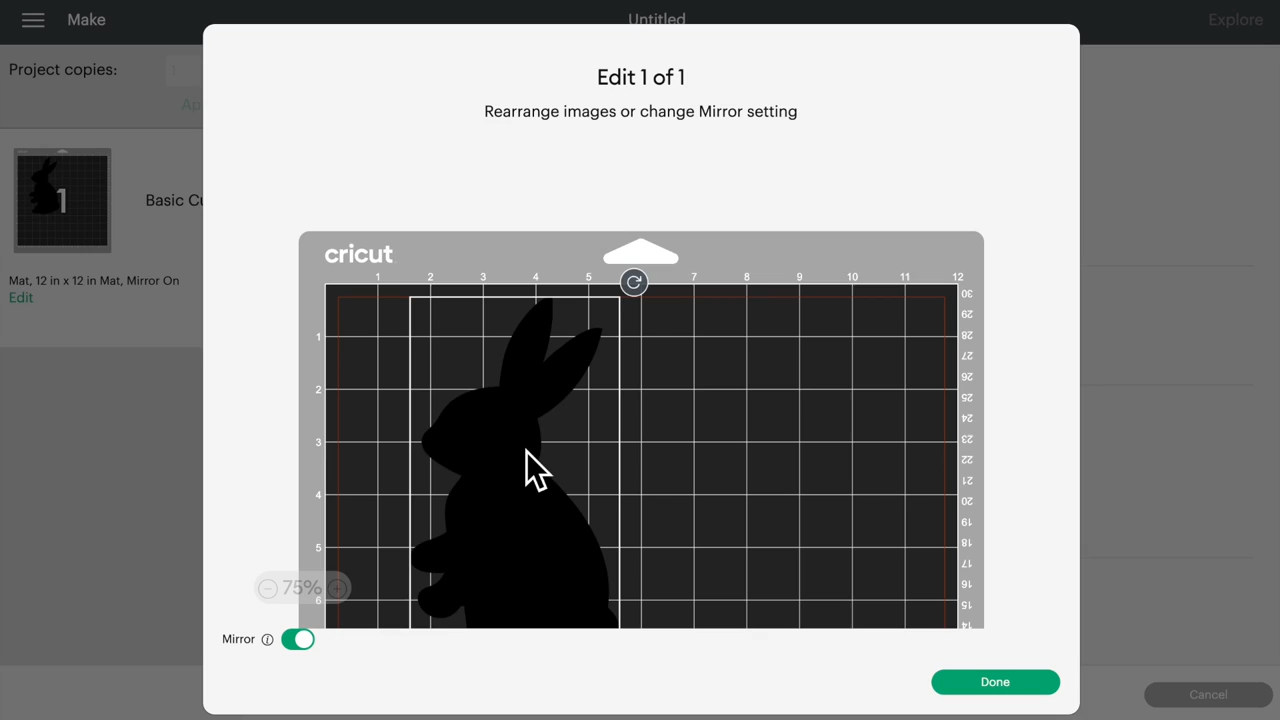 Make
Untitled
Explore
Project copies:
1
Edit 1 of 1
Rearrange images or change Mirror setting
cricut
1 2 3 4 5 7 8 9 10 11 12
1
2
3
4
5
6
30
29
28
27
26
25
24
23
22
21
20
19
18
17
16
15
14
1
Basic Cu
Mat, 12 in x 12 in Mat, Mirror On
Edit
75%
Mirror
Done
Cancel